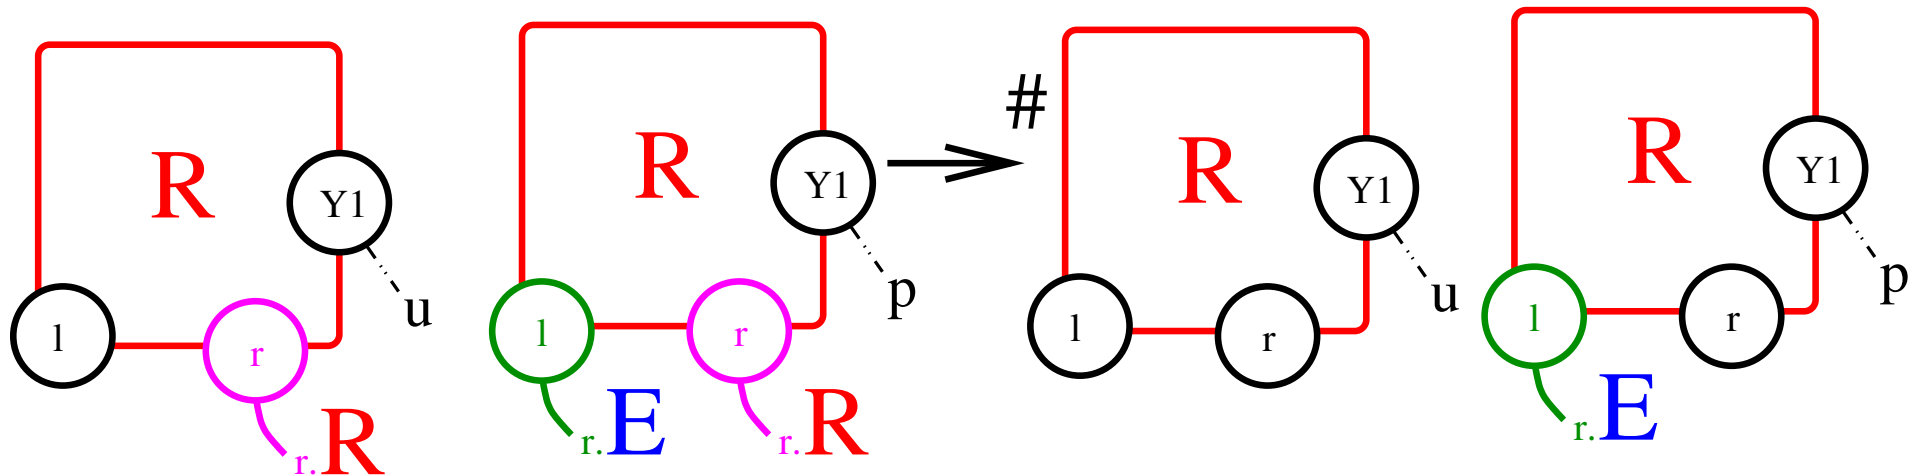 #
R R R R
Y1 Y1 Y1 Y1
u p u p
l r l r l r l r
r.R r.E r.R r.E